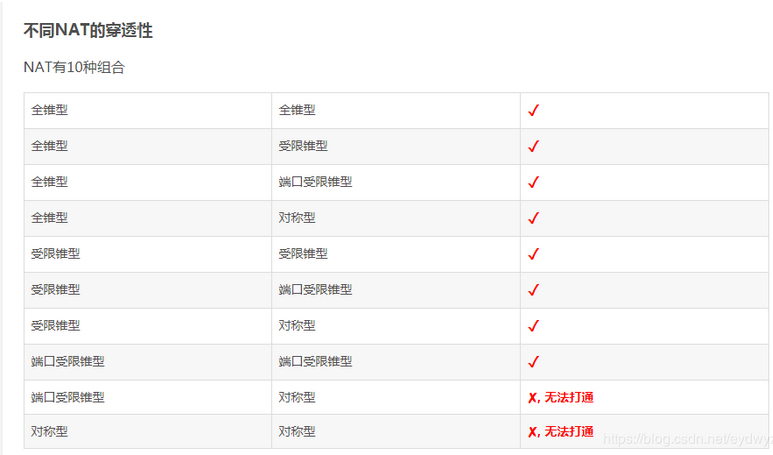 不同NAT的穿透性
NAT有10种组合
全锥型 全锥型 ✓
全锥型 受限锥型 ✓
全锥型 端口受限锥型 ✓
全锥型 对称型 ✓
受限锥型 受限锥型 ✓
受限锥型 端口受限锥型 ✓
受限锥型 对称型 ✓
端口受限锥型 端口受限锥型 ✓
端口受限锥型 对称型 ✗, 无法打通
对称型 对称型 ✗, 无法打通
https://blog.csdn.net/eydwyz